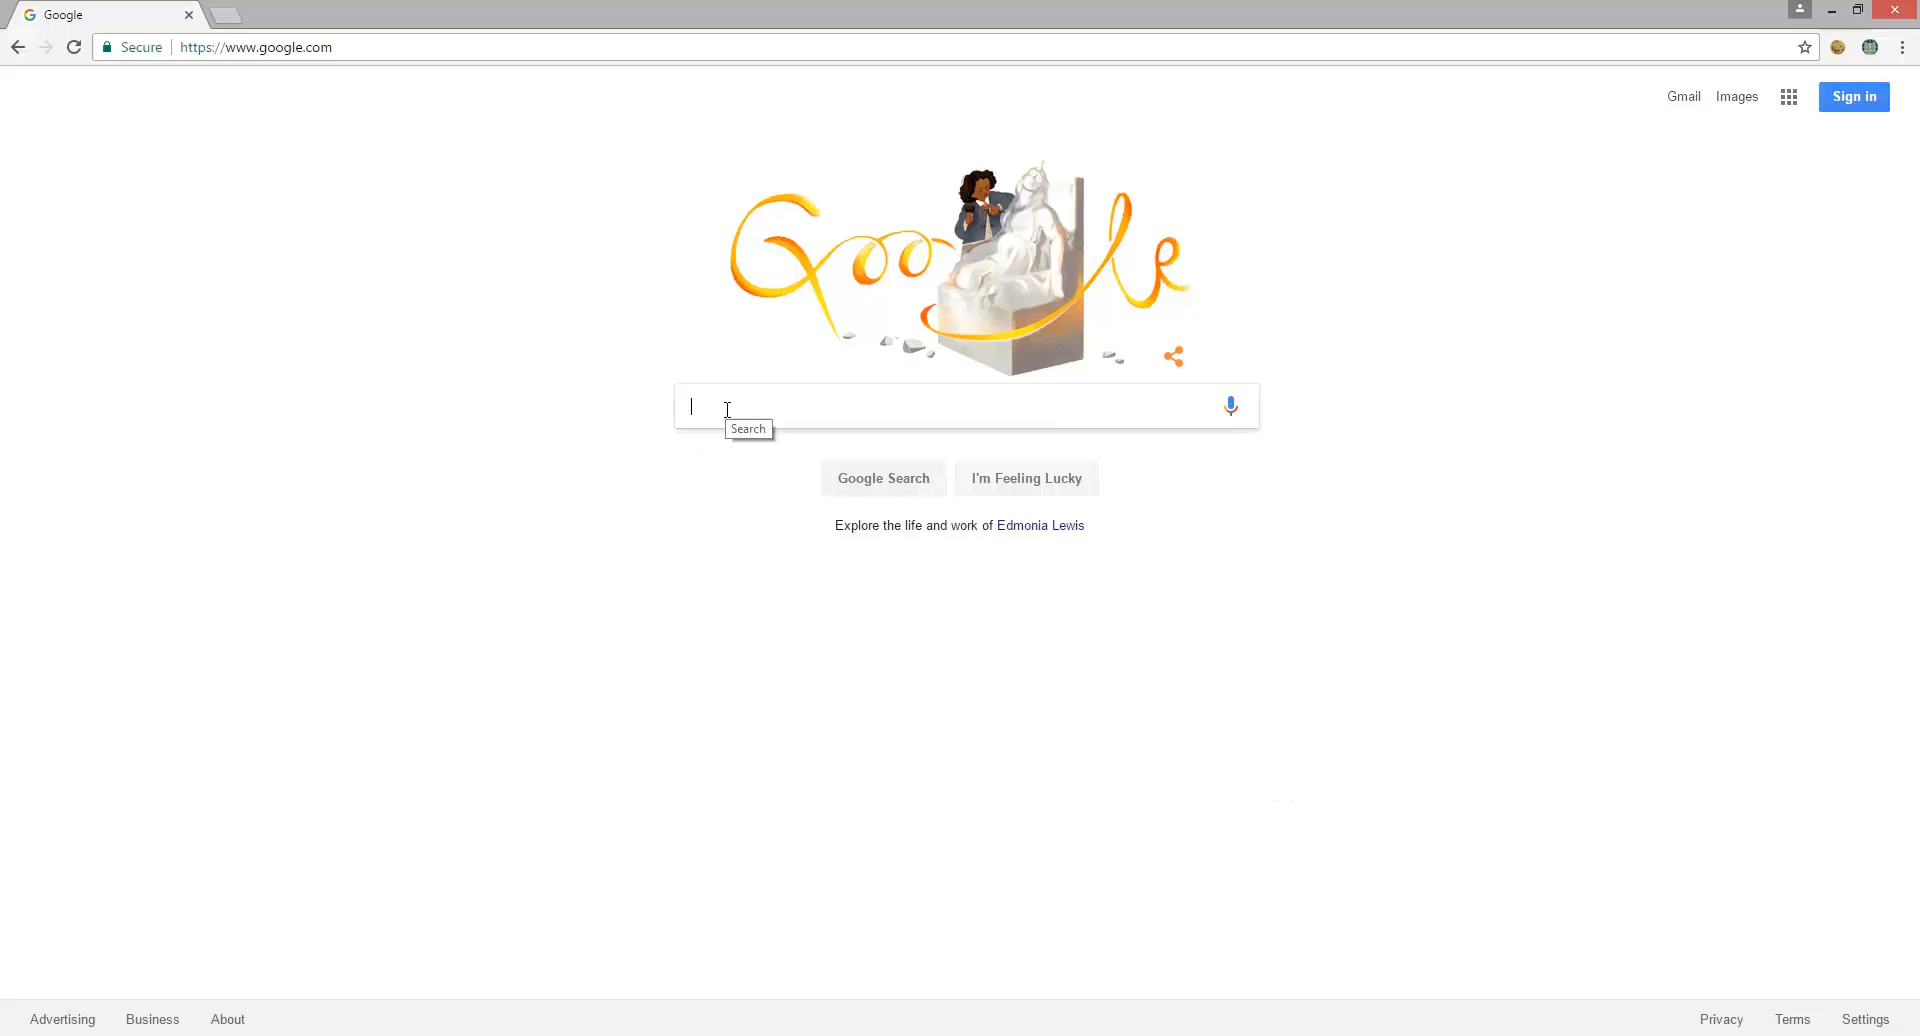 Google
Secure https://www.google.com
Gmail Images Sign in
Google
Search
Google Search I'm Feeling Lucky
Explore the life and work of Edmonia Lewis
Advertising Business About Privacy Terms Settings